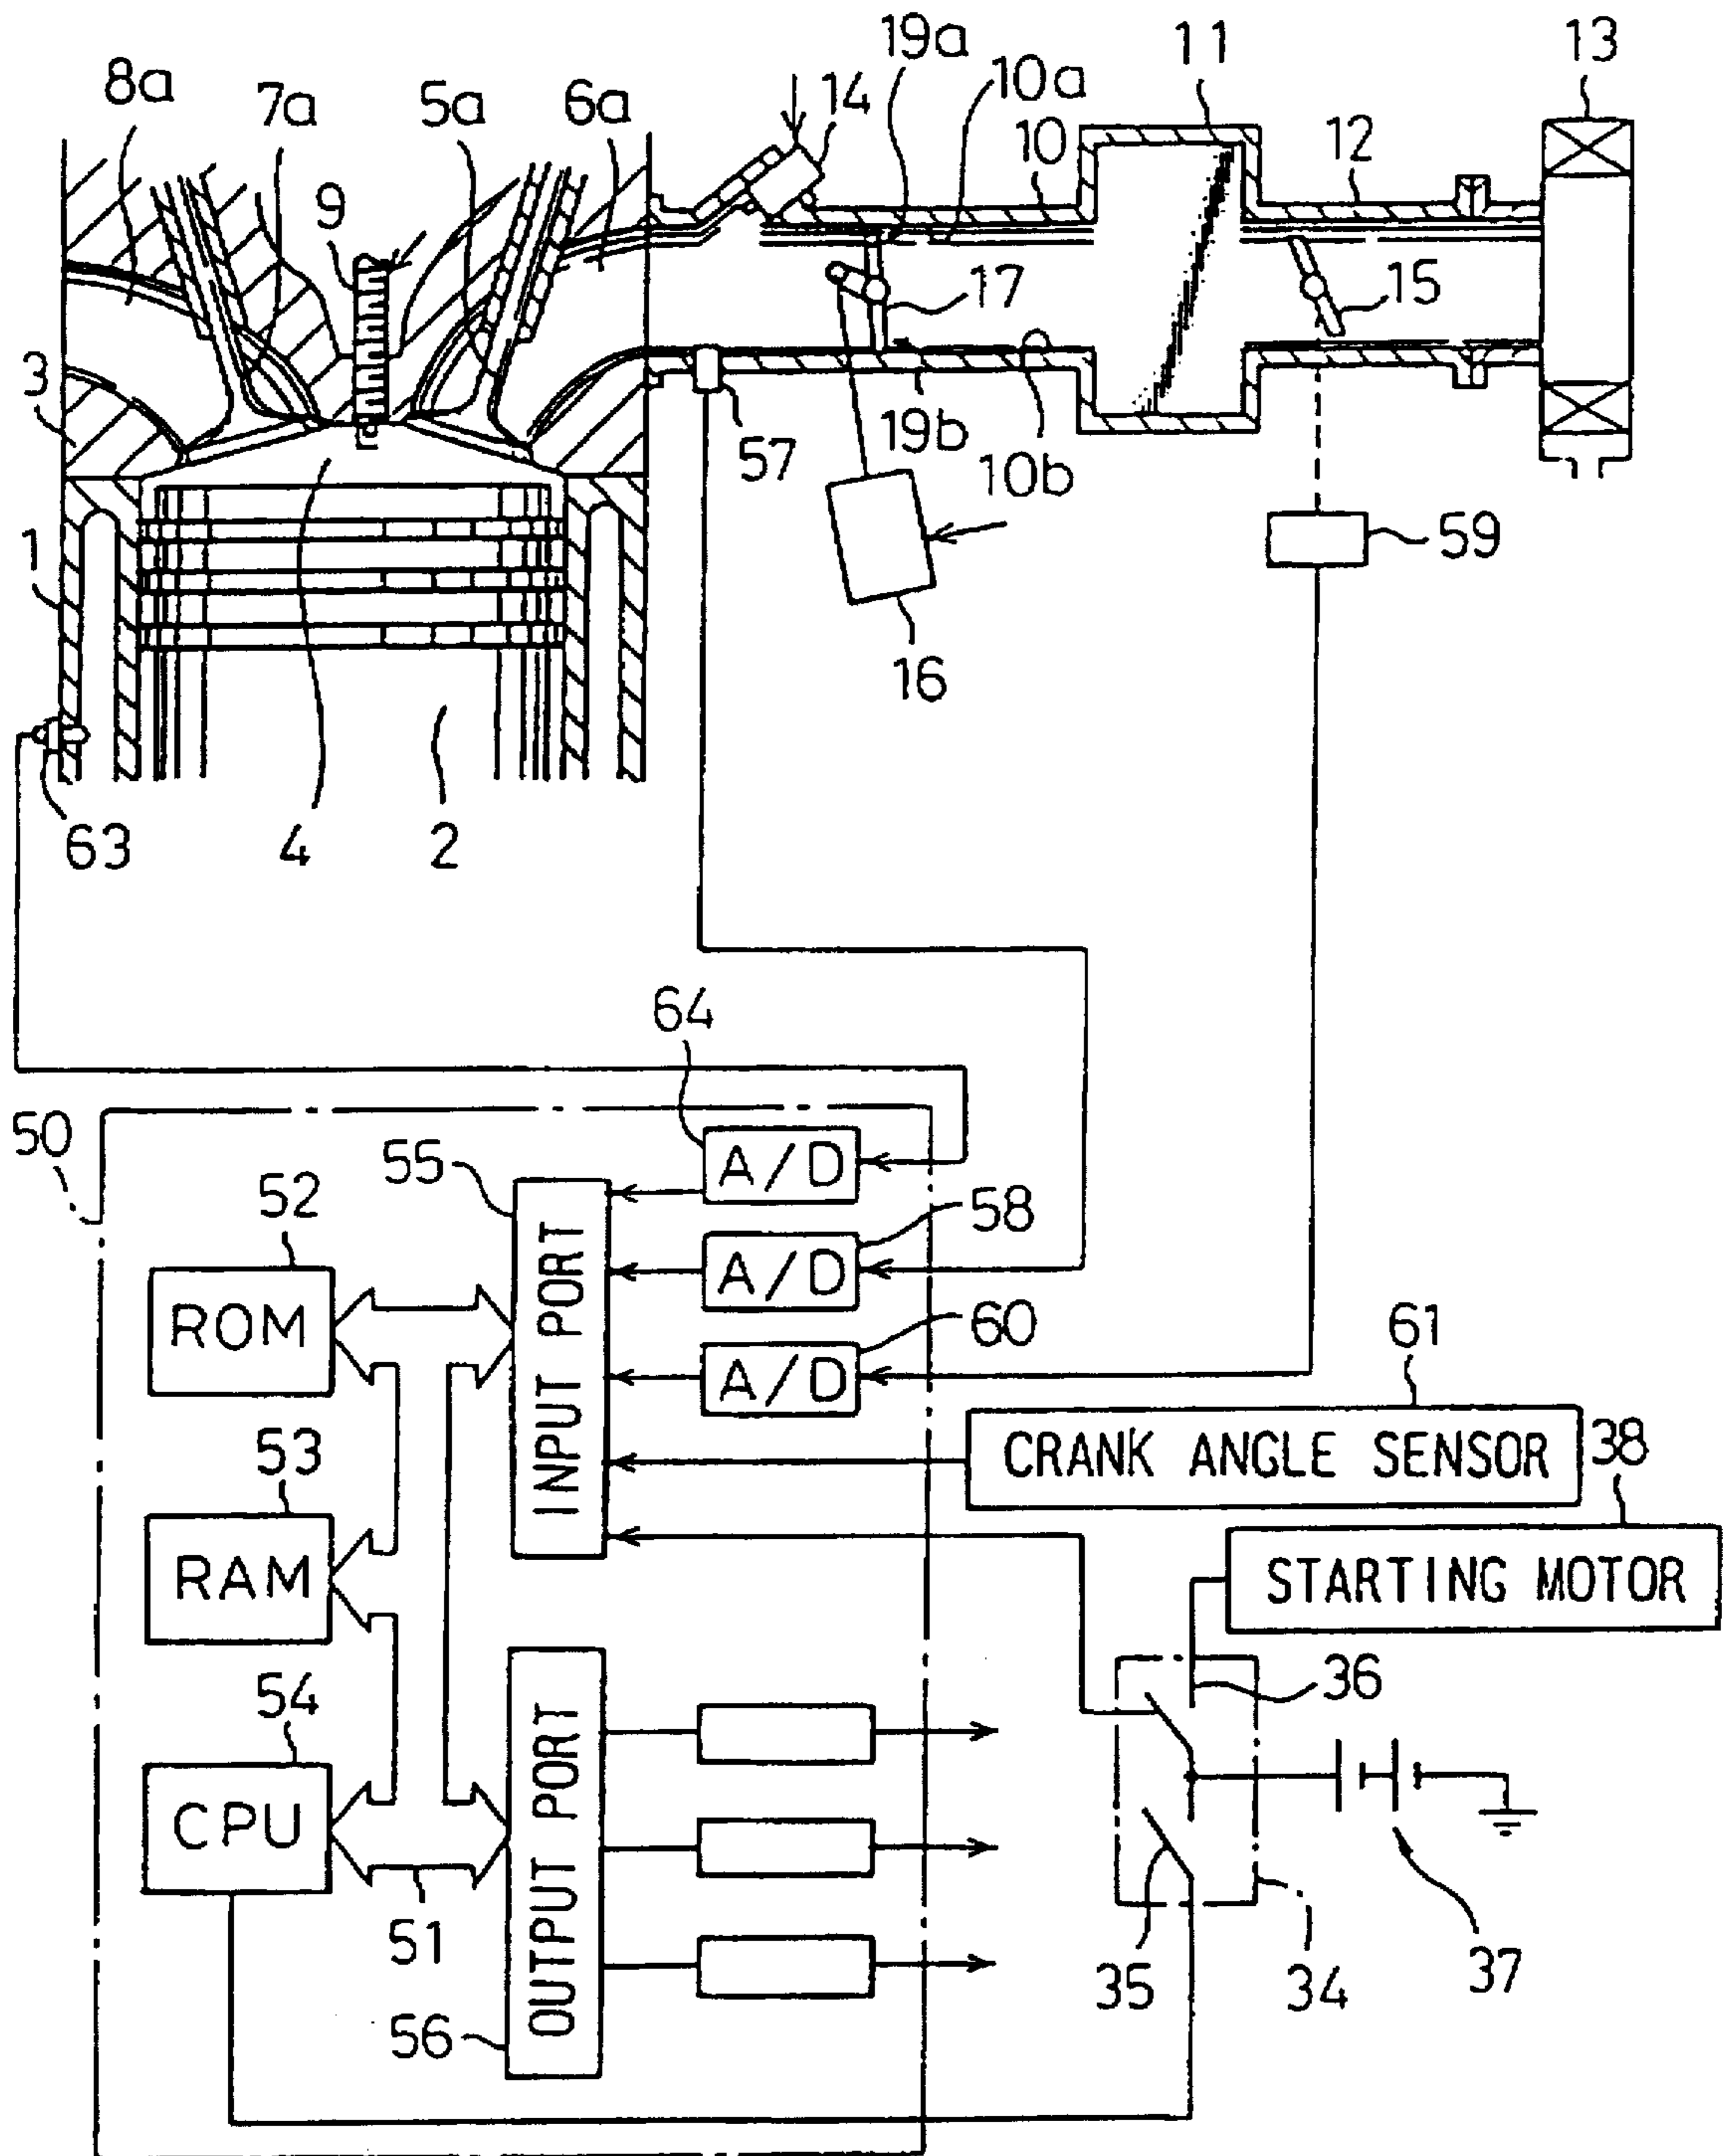 19a
11
13
8a
7a
5a
6a
14
10a
10
12
9
17
15
3
57
19b
10b
59
1
16
63
4
2
64
50
55
A/D
52
58
ROM
INPUT PORT
A/D
60
61
A/D
53
CRANK ANGLE SENSOR
38
RAM
STARTING MOTOR
36
54
CPU
OUTPUT PORT
51
35
34
37
56